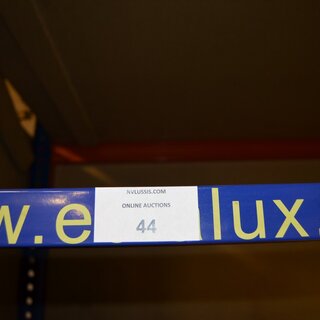 NVLUSSIS.COM
ONLINE AUCTIONS
44
w.e lux.